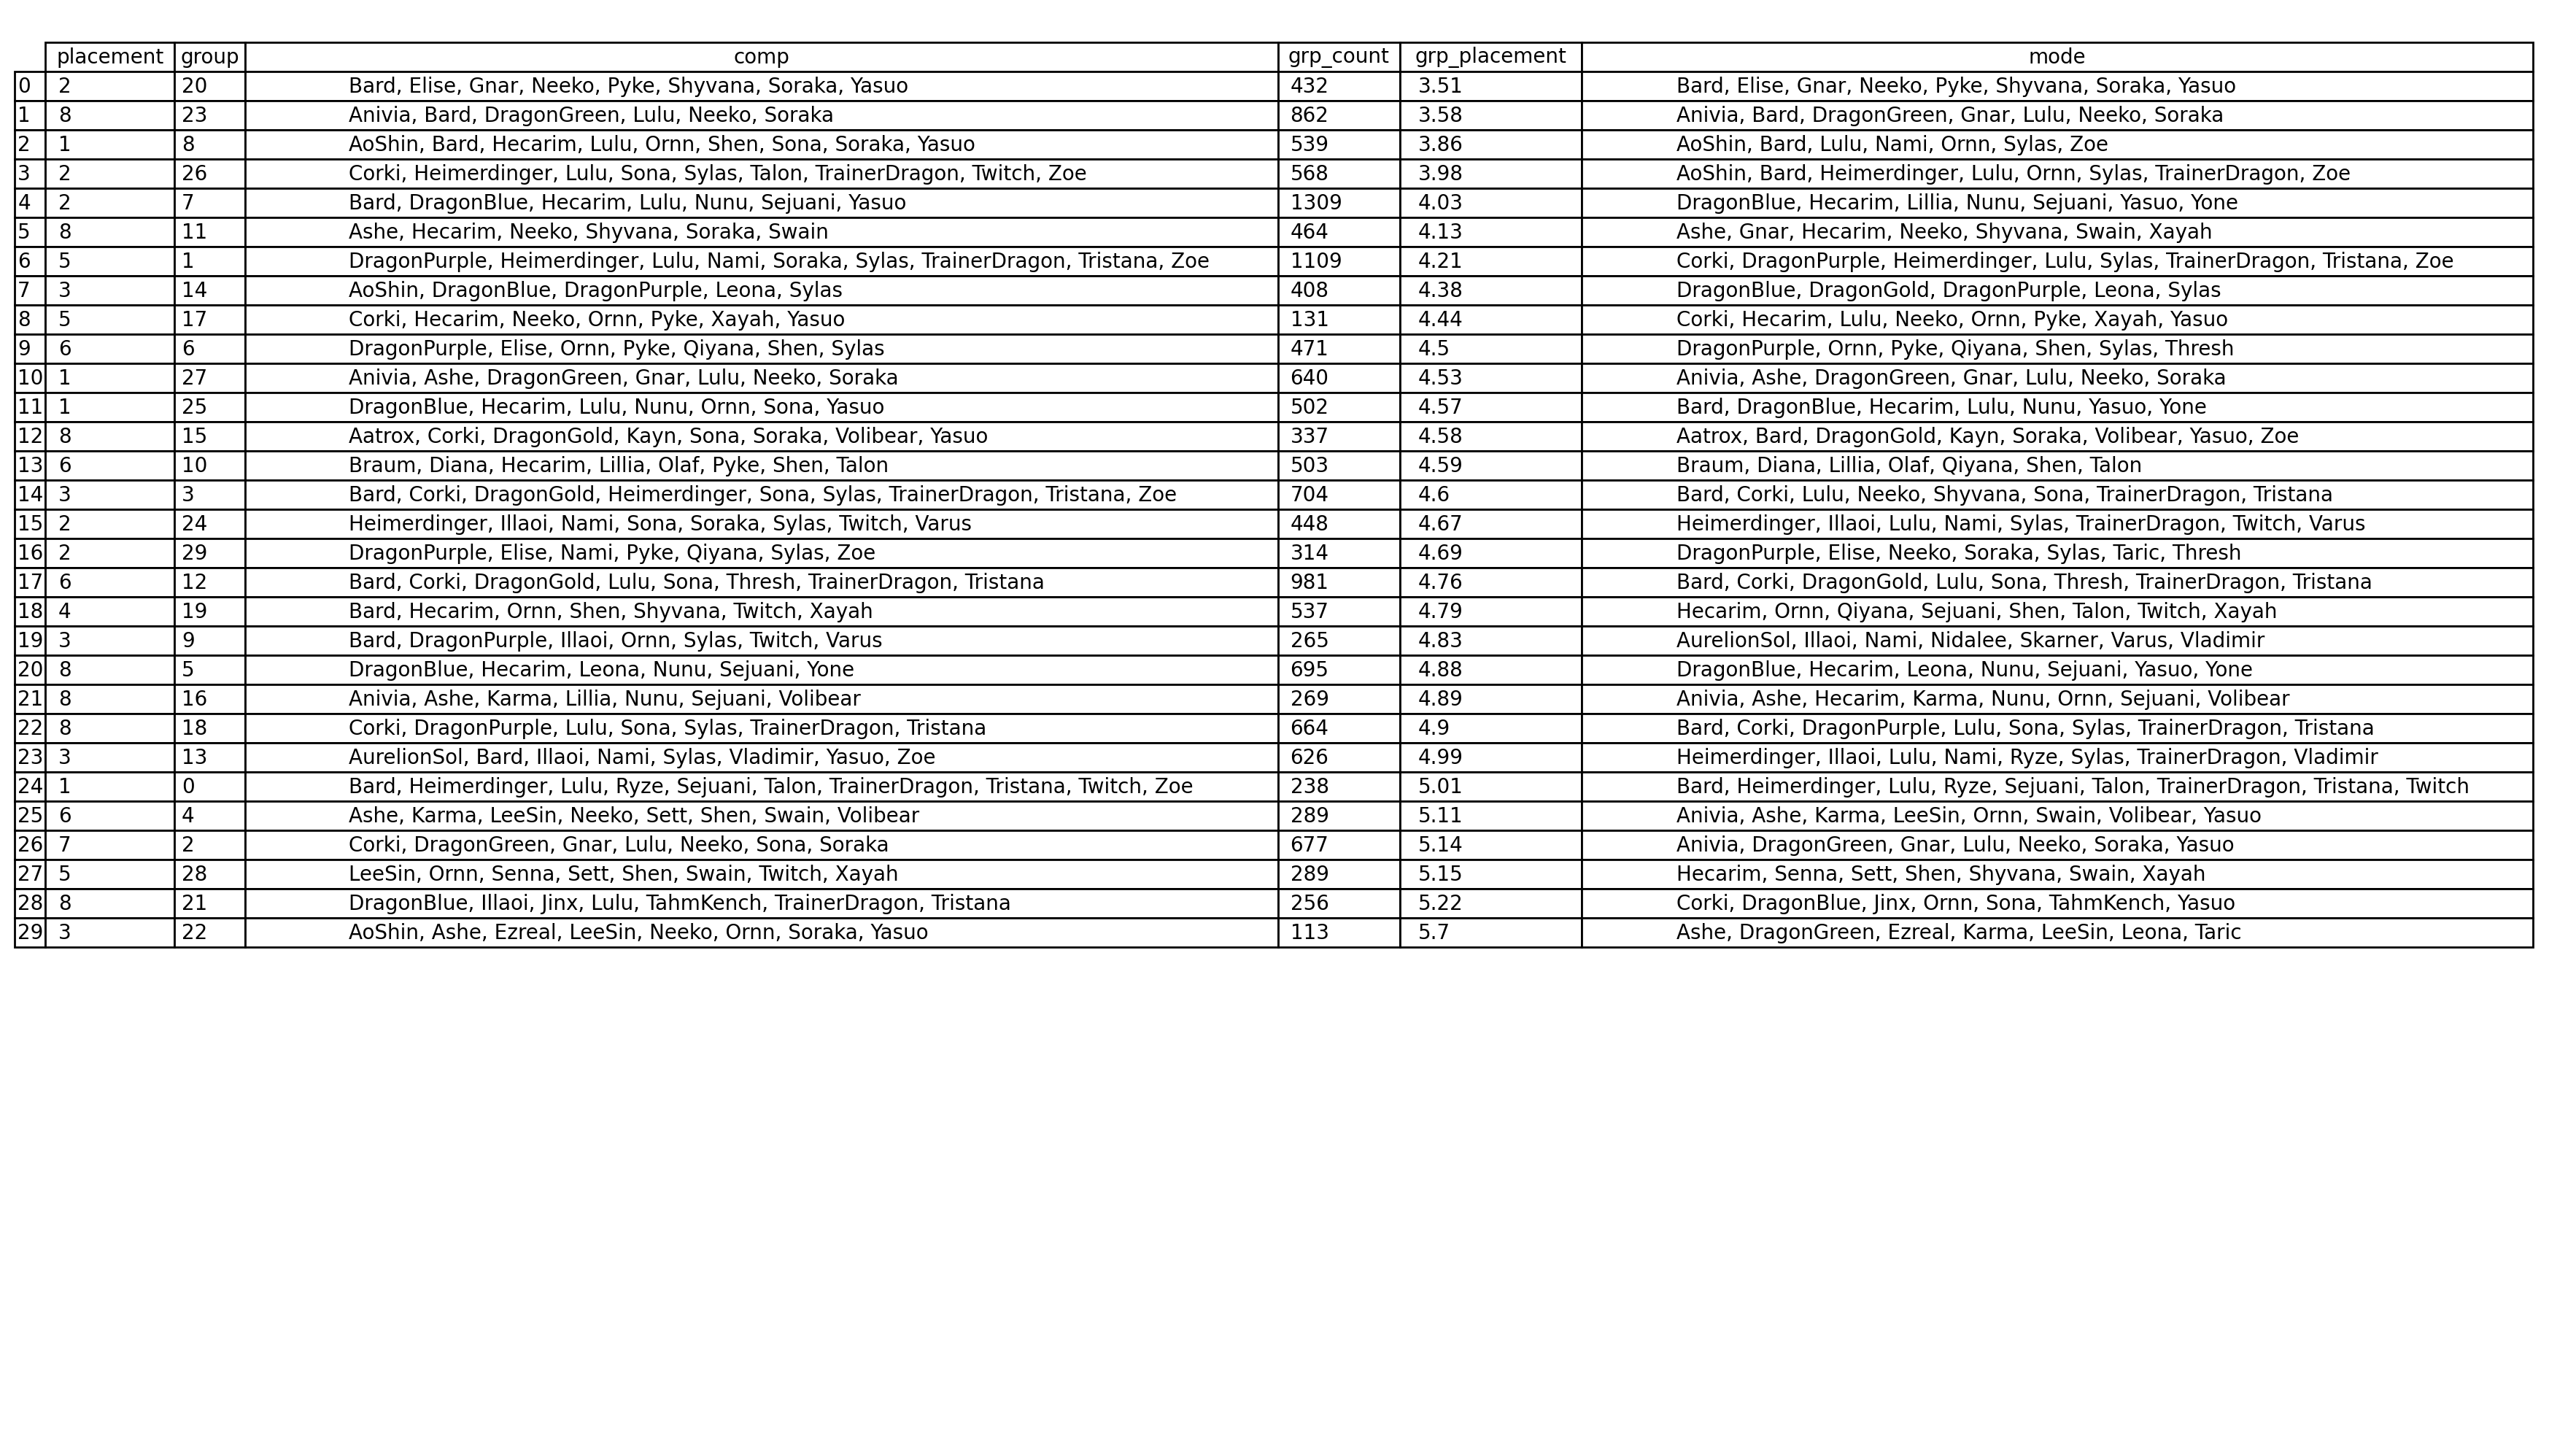 placement group comp grp_count grp_placement mode
0 2 20 Bard, Elise, Gnar, Neeko, Pyke, Shyvana, Soraka, Yasuo 432 3.51 Bard, Elise, Gnar, Neeko, Pyke, Shyvana, Soraka, Yasuo
1 8 23 Anivia, Bard, DragonGreen, Lulu, Neeko, Soraka 862 3.58 Anivia, Bard, DragonGreen, Gnar, Lulu, Neeko, Soraka
2 1 8 AoShin, Bard, Hecarim, Lulu, Ornn, Shen, Sona, Soraka, Yasuo 539 3.86 AoShin, Bard, Lulu, Nami, Ornn, Sylas, Zoe
3 2 26 Corki, Heimerdinger, Lulu, Sona, Sylas, Talon, TrainerDragon, Twitch, Zoe 568 3.98 AoShin, Bard, Heimerdinger, Lulu, Ornn, Sylas, TrainerDragon, Zoe
4 2 7 Bard, DragonBlue, Hecarim, Lulu, Nunu, Sejuani, Yasuo 1309 4.03 DragonBlue, Hecarim, Lillia, Nunu, Sejuani, Yasuo, Yone
5 8 11 Ashe, Hecarim, Neeko, Shyvana, Soraka, Swain 464 4.13 Ashe, Gnar, Hecarim, Neeko, Shyvana, Swain, Xayah
6 5 1 DragonPurple, Heimerdinger, Lulu, Nami, Soraka, Sylas, TrainerDragon, Tristana, Zoe 1109 4.21 Corki, DragonPurple, Heimerdinger, Lulu, Sylas, TrainerDragon, Tristana, Zoe
7 3 14 AoShin, DragonBlue, DragonPurple, Leona, Sylas 408 4.38 DragonBlue, DragonGold, DragonPurple, Leona, Sylas
8 5 17 Corki, Hecarim, Neeko, Ornn, Pyke, Xayah, Yasuo 131 4.44 Corki, Hecarim, Lulu, Neeko, Ornn, Pyke, Xayah, Yasuo
9 6 6 DragonPurple, Elise, Ornn, Pyke, Qiyana, Shen, Sylas 471 4.5 DragonPurple, Ornn, Pyke, Qiyana, Shen, Sylas, Thresh
10 1 27 Anivia, Ashe, DragonGreen, Gnar, Lulu, Neeko, Soraka 640 4.53 Anivia, Ashe, DragonGreen, Gnar, Lulu, Neeko, Soraka
11 1 25 DragonBlue, Hecarim, Lulu, Nunu, Ornn, Sona, Yasuo 502 4.57 Bard, DragonBlue, Hecarim, Lulu, Nunu, Yasuo, Yone
12 8 15 Aatrox, Corki, DragonGold, Kayn, Sona, Soraka, Volibear, Yasuo 337 4.58 Aatrox, Bard, DragonGold, Kayn, Soraka, Volibear, Yasuo, Zoe
13 6 10 Braum, Diana, Hecarim, Lillia, Olaf, Pyke, Shen, Talon 503 4.59 Braum, Diana, Lillia, Olaf, Qiyana, Shen, Talon
14 3 3 Bard, Corki, DragonGold, Heimerdinger, Sona, Sylas, TrainerDragon, Tristana, Zoe 704 4.6 Bard, Corki, Lulu, Neeko, Shyvana, Sona, TrainerDragon, Tristana
15 2 24 Heimerdinger, Illaoi, Nami, Sona, Soraka, Sylas, Twitch, Varus 448 4.67 Heimerdinger, Illaoi, Lulu, Nami, Sylas, TrainerDragon, Twitch, Varus
16 2 29 DragonPurple, Elise, Nami, Pyke, Qiyana, Sylas, Zoe 314 4.69 DragonPurple, Elise, Neeko, Soraka, Sylas, Taric, Thresh
17 6 12 Bard, Corki, DragonGold, Lulu, Sona, Thresh, TrainerDragon, Tristana 981 4.76 Bard, Corki, DragonGold, Lulu, Sona, Thresh, TrainerDragon, Tristana
18 4 19 Bard, Hecarim, Ornn, Shen, Shyvana, Twitch, Xayah 537 4.79 Hecarim, Ornn, Qiyana, Sejuani, Shen, Talon, Twitch, Xayah
19 3 9 Bard, DragonPurple, Illaoi, Ornn, Sylas, Twitch, Varus 265 4.83 AurelionSol, Illaoi, Nami, Nidalee, Skarner, Varus, Vladimir
20 8 5 DragonBlue, Hecarim, Leona, Nunu, Sejuani, Yone 695 4.88 DragonBlue, Hecarim, Leona, Nunu, Sejuani, Yasuo, Yone
21 8 16 Anivia, Ashe, Karma, Lillia, Nunu, Sejuani, Volibear 269 4.89 Anivia, Ashe, Hecarim, Karma, Nunu, Ornn, Sejuani, Volibear
22 8 18 Corki, DragonPurple, Lulu, Sona, Sylas, TrainerDragon, Tristana 664 4.9 Bard, Corki, DragonPurple, Lulu, Sona, Sylas, TrainerDragon, Tristana
23 3 13 AurelionSol, Bard, Illaoi, Nami, Sylas, Vladimir, Yasuo, Zoe 626 4.99 Heimerdinger, Illaoi, Lulu, Nami, Ryze, Sylas, TrainerDragon, Vladimir
24 1 0 Bard, Heimerdinger, Lulu, Ryze, Sejuani, Talon, TrainerDragon, Tristana, Twitch, Zoe 238 5.01 Bard, Heimerdinger, Lulu, Ryze, Sejuani, Talon, TrainerDragon, Tristana, Twitch
25 6 4 Ashe, Karma, LeeSin, Neeko, Sett, Shen, Swain, Volibear 289 5.11 Anivia, Ashe, Karma, LeeSin, Ornn, Swain, Volibear, Yasuo
26 7 2 Corki, DragonGreen, Gnar, Lulu, Neeko, Sona, Soraka 677 5.14 Anivia, DragonGreen, Gnar, Lulu, Neeko, Soraka, Yasuo
27 5 28 LeeSin, Ornn, Senna, Sett, Shen, Swain, Twitch, Xayah 289 5.15 Hecarim, Senna, Sett, Shen, Shyvana, Swain, Xayah
28 8 21 DragonBlue, Illaoi, Jinx, Lulu, TahmKench, TrainerDragon, Tristana 256 5.22 Corki, DragonBlue, Jinx, Ornn, Sona, TahmKench, Yasuo
29 3 22 AoShin, Ashe, Ezreal, LeeSin, Neeko, Ornn, Soraka, Yasuo 113 5.7 Ashe, DragonGreen, Ezreal, Karma, LeeSin, Leona, Taric